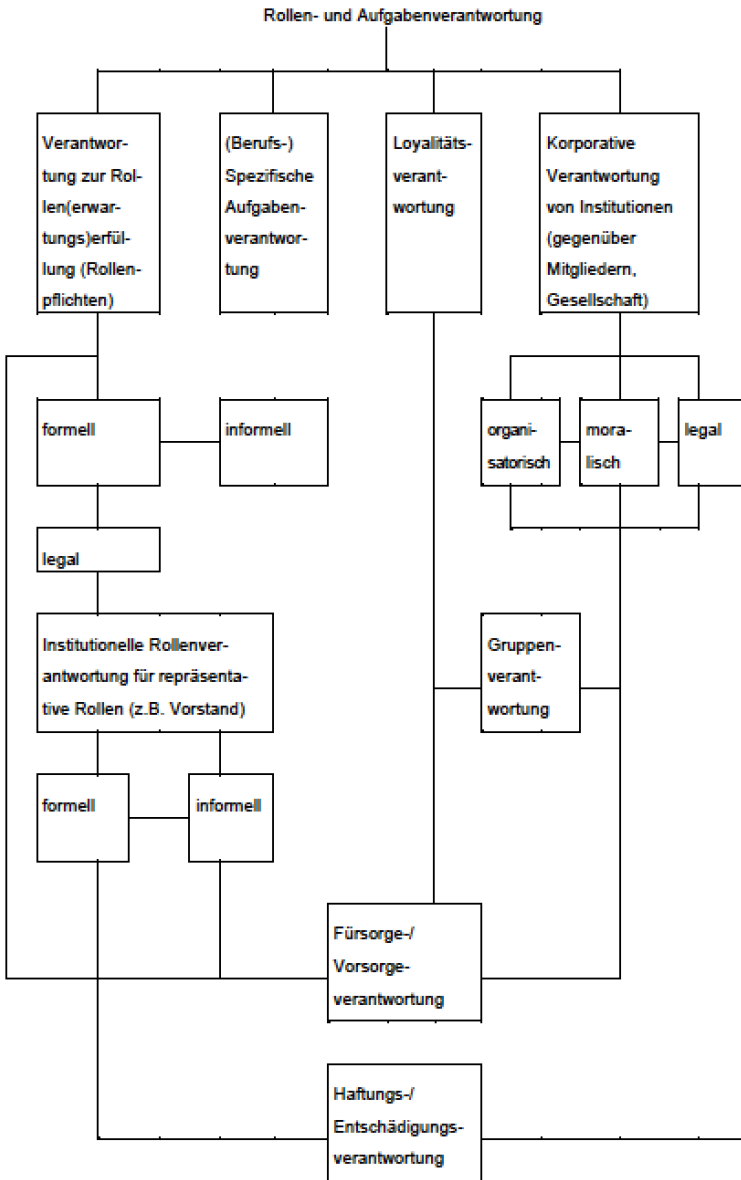 Rollen- und Aufgabenverantwortung
Verantwor-
tung zur Rol-
len(erwar-
tungs)erfül-
lung (Rollen-
pflichten)
(Berufs-)
Spezifische
Aufgaben-
verantwor-
tung
Loyalitäts-
verant-
wortung
Korporative
Verantwortung
von Institutionen
(gegenüber
Mitgliedern,
Gesellschaft)
formell
informell
organi-
satorisch
mora-
lisch
legal
legal
Institutionelle Rollenver-
antwortung für repräsenta-
tive Rollen (z.B. Vorstand)
Gruppen-
verant-
wortung
formell
informell
Fürsorge-/
Vorsorge-
verantwortung
Haftungs-/
Entschädigungs-
verantwortung